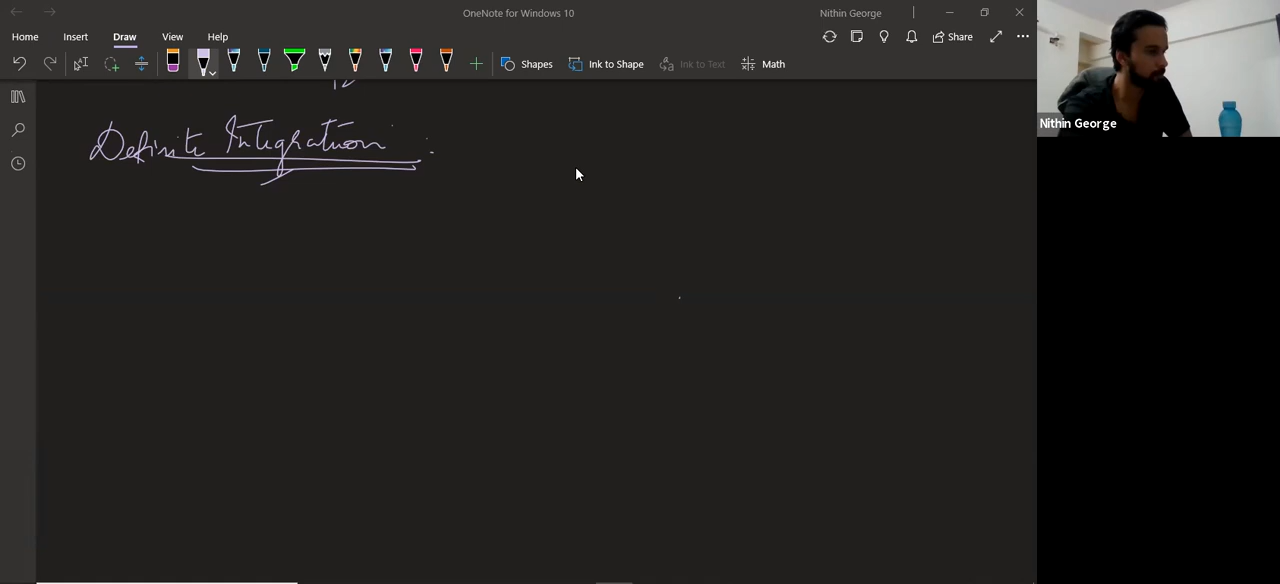 OneNote for Windows 10
Nithin George
Home
Insert
Draw
View
Help
Share
Shapes
Ink to Shape
Ink to Text
Math
Definite Integration :
Nithin George